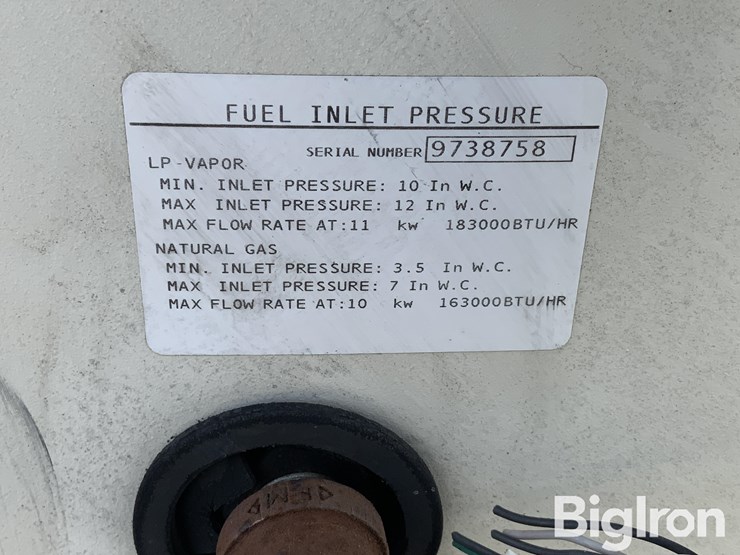 FUEL INLET PRESSURE
SERIAL NUMBER 9738758
LP-VAPOR
MIN. INLET PRESSURE: 10 In W.C.
MAX INLET PRESSURE: 12 In W.C.
MAX FLOW RATE AT:11 kw 183000BTU/HR
NATURAL GAS
MIN. INLET PRESSURE: 3.5 In W.C.
MAX INLET PRESSURE: 7 In W.C.
MAX FLOW RATE AT:10 kw 163000BTU/HR
BigIron